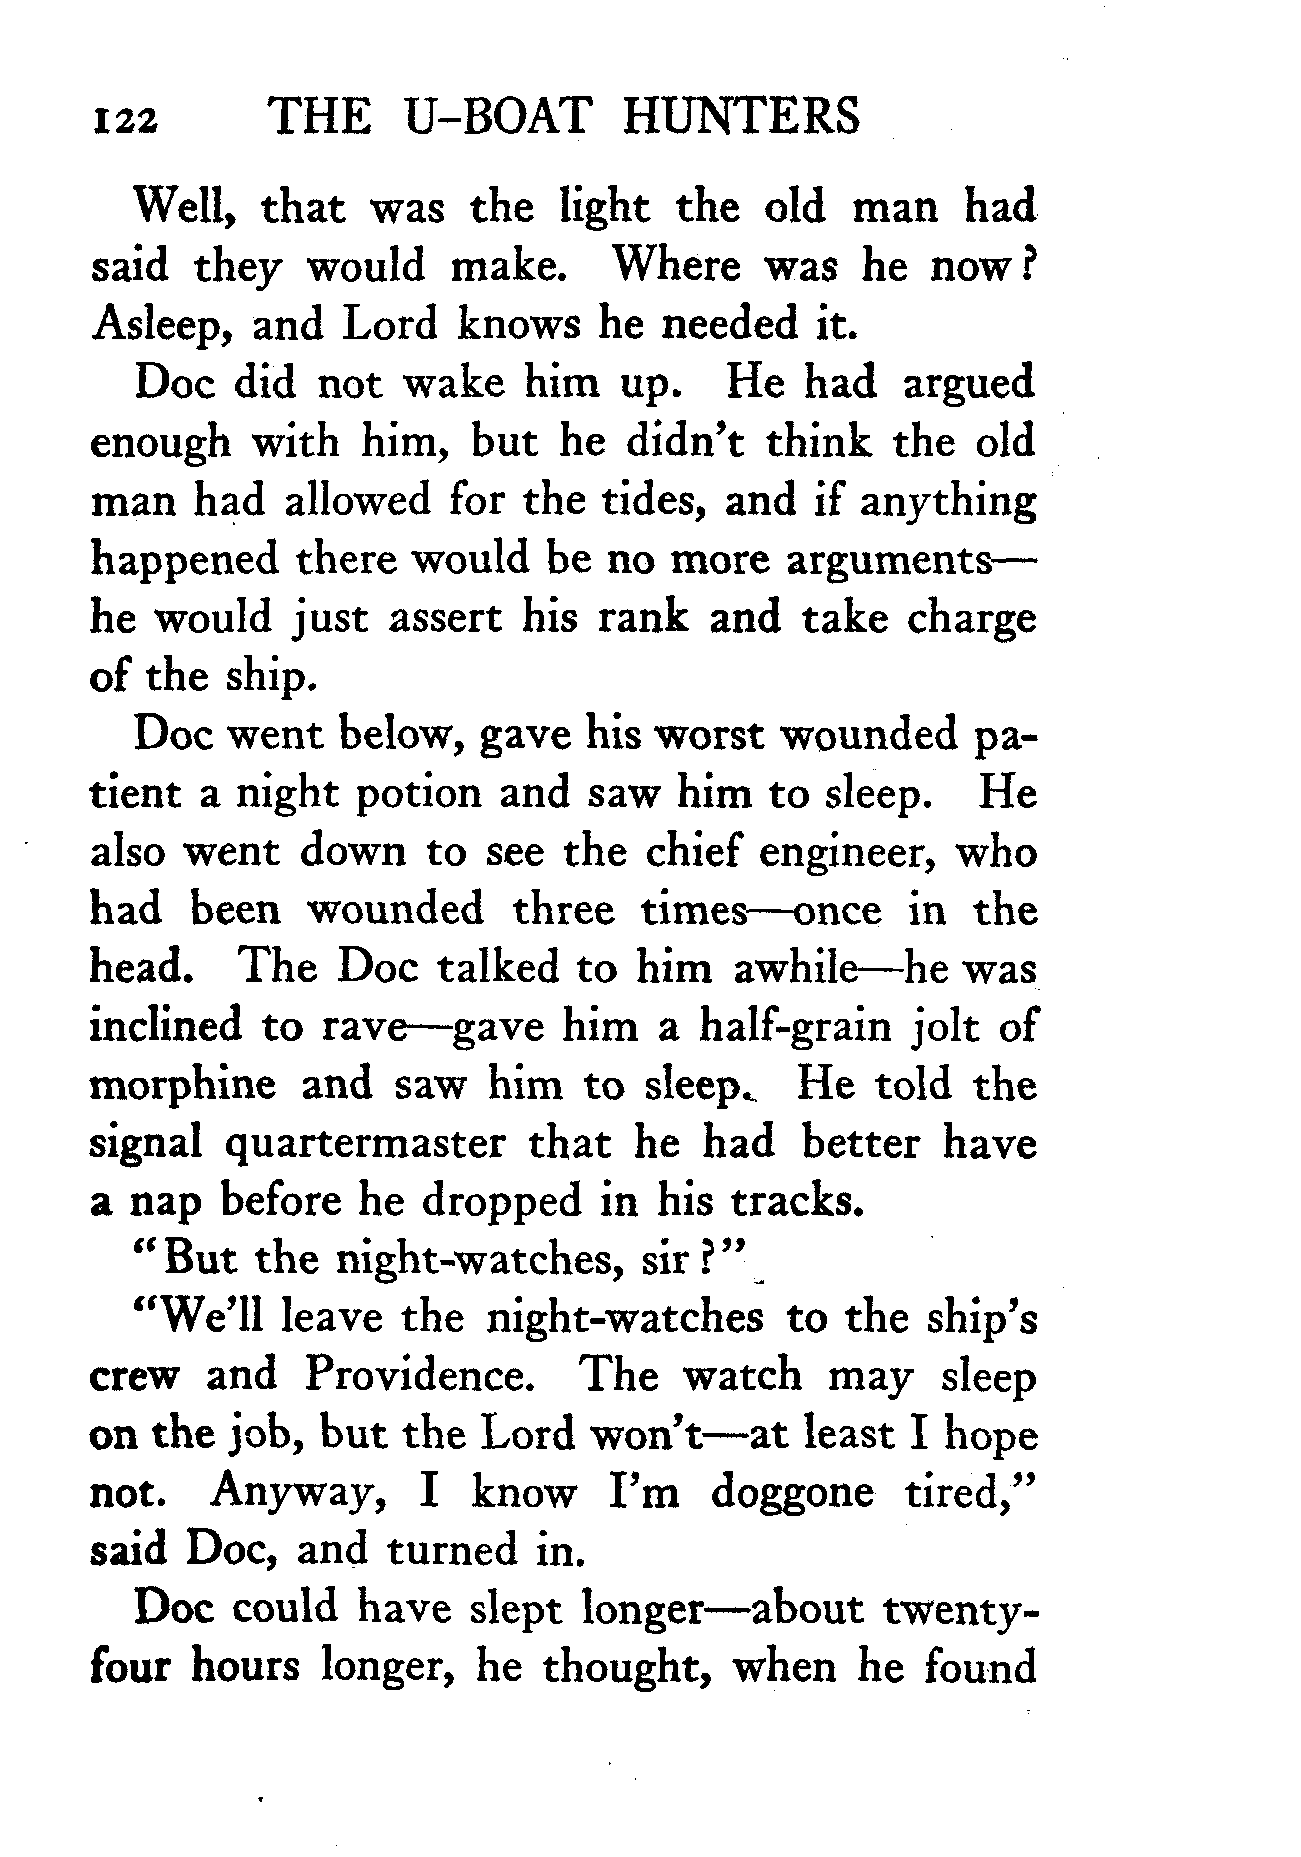 122 THE U-BOAT HUNTERS
Well, that was the light the old man had
said they would make. Where was he now?
Asleep, and Lord knows he needed it.
Doc did not wake him up. He had argued
enough with him, but he didn't think the old
man had allowed for the tides, and if anything
happened there would be no more arguments—
he would just assert his rank and take charge
of the ship.
Doc went below, gave his worst wounded pa-
tient a night potion and saw him to sleep. He
also went down to see the chief engineer, who
had been wounded three times—once in the
head. The Doc talked to him awhile—he was
inclined to rave—gave him a half-grain jolt of
morphine and saw him to sleep. He told the
signal quartermaster that he had better have
a nap before he dropped in his tracks.
"But the night-watches, sir?"
"We'll leave the night-watches to the ship's
crew and Providence. The watch may sleep
on the job, but the Lord won't—at least I hope
not. Anyway, I know I'm doggone tired,"
said Doc, and turned in.
Doc could have slept longer—about twenty-
four hours longer, he thought, when he found